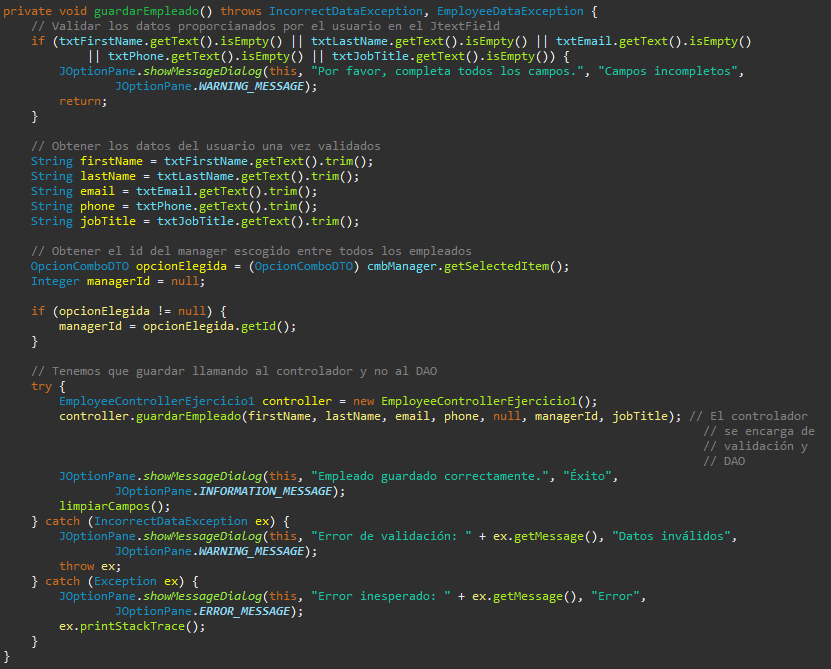 private void guardarEmpleado() throws IncorrectDataException, EmployeeDataException {
    // Validar los datos proporcionados por el usuario en el JtextField
    if (txtFirstName.getText().isEmpty() || txtLastName.getText().isEmpty() || txtEmail.getText().isEmpty()
            || txtPhone.getText().isEmpty() || txtJobTitle.getText().isEmpty()) {
        JOptionPane.showMessageDialog(this, "Por favor, completa todos los campos.", "Campos incompletos",
                JOptionPane.WARNING_MESSAGE);
        return;
    }

    // Obtener los datos del usuario una vez validados
    String firstName = txtFirstName.getText().trim();
    String lastName = txtLastName.getText().trim();
    String email = txtEmail.getText().trim();
    String phone = txtPhone.getText().trim();
    String jobTitle = txtJobTitle.getText().trim();

    // Obtener el id del manager escogido entre todos los empleados
    OpcionComboDTO opcionElegida = (OpcionComboDTO) cmbManager.getSelectedItem();
    Integer managerId = null;

    if (opcionElegida != null) {
        managerId = opcionElegida.getId();
    }

    // Tenemos que guardar llamando al controlador y no al DAO
    try {
        EmployeeControllerEjercicio1 controller = new EmployeeControllerEjercicio1();
        controller.guardarEmpleado(firstName, lastName, email, phone, null, managerId, jobTitle); // El controlador
                                                                                                    // se encarga de
                                                                                                    // validación y
                                                                                                    // DAO
        JOptionPane.showMessageDialog(this, "Empleado guardado correctamente.", "Éxito",
                JOptionPane.INFORMATION_MESSAGE);
        limpiarCampos();
    } catch (IncorrectDataException ex) {
        JOptionPane.showMessageDialog(this, "Error de validación: " + ex.getMessage(), "Datos inválidos",
                JOptionPane.WARNING_MESSAGE);
        throw ex;
    } catch (Exception ex) {
        JOptionPane.showMessageDialog(this, "Error inesperado: " + ex.getMessage(), "Error",
                JOptionPane.ERROR_MESSAGE);
        ex.printStackTrace();
    }
}